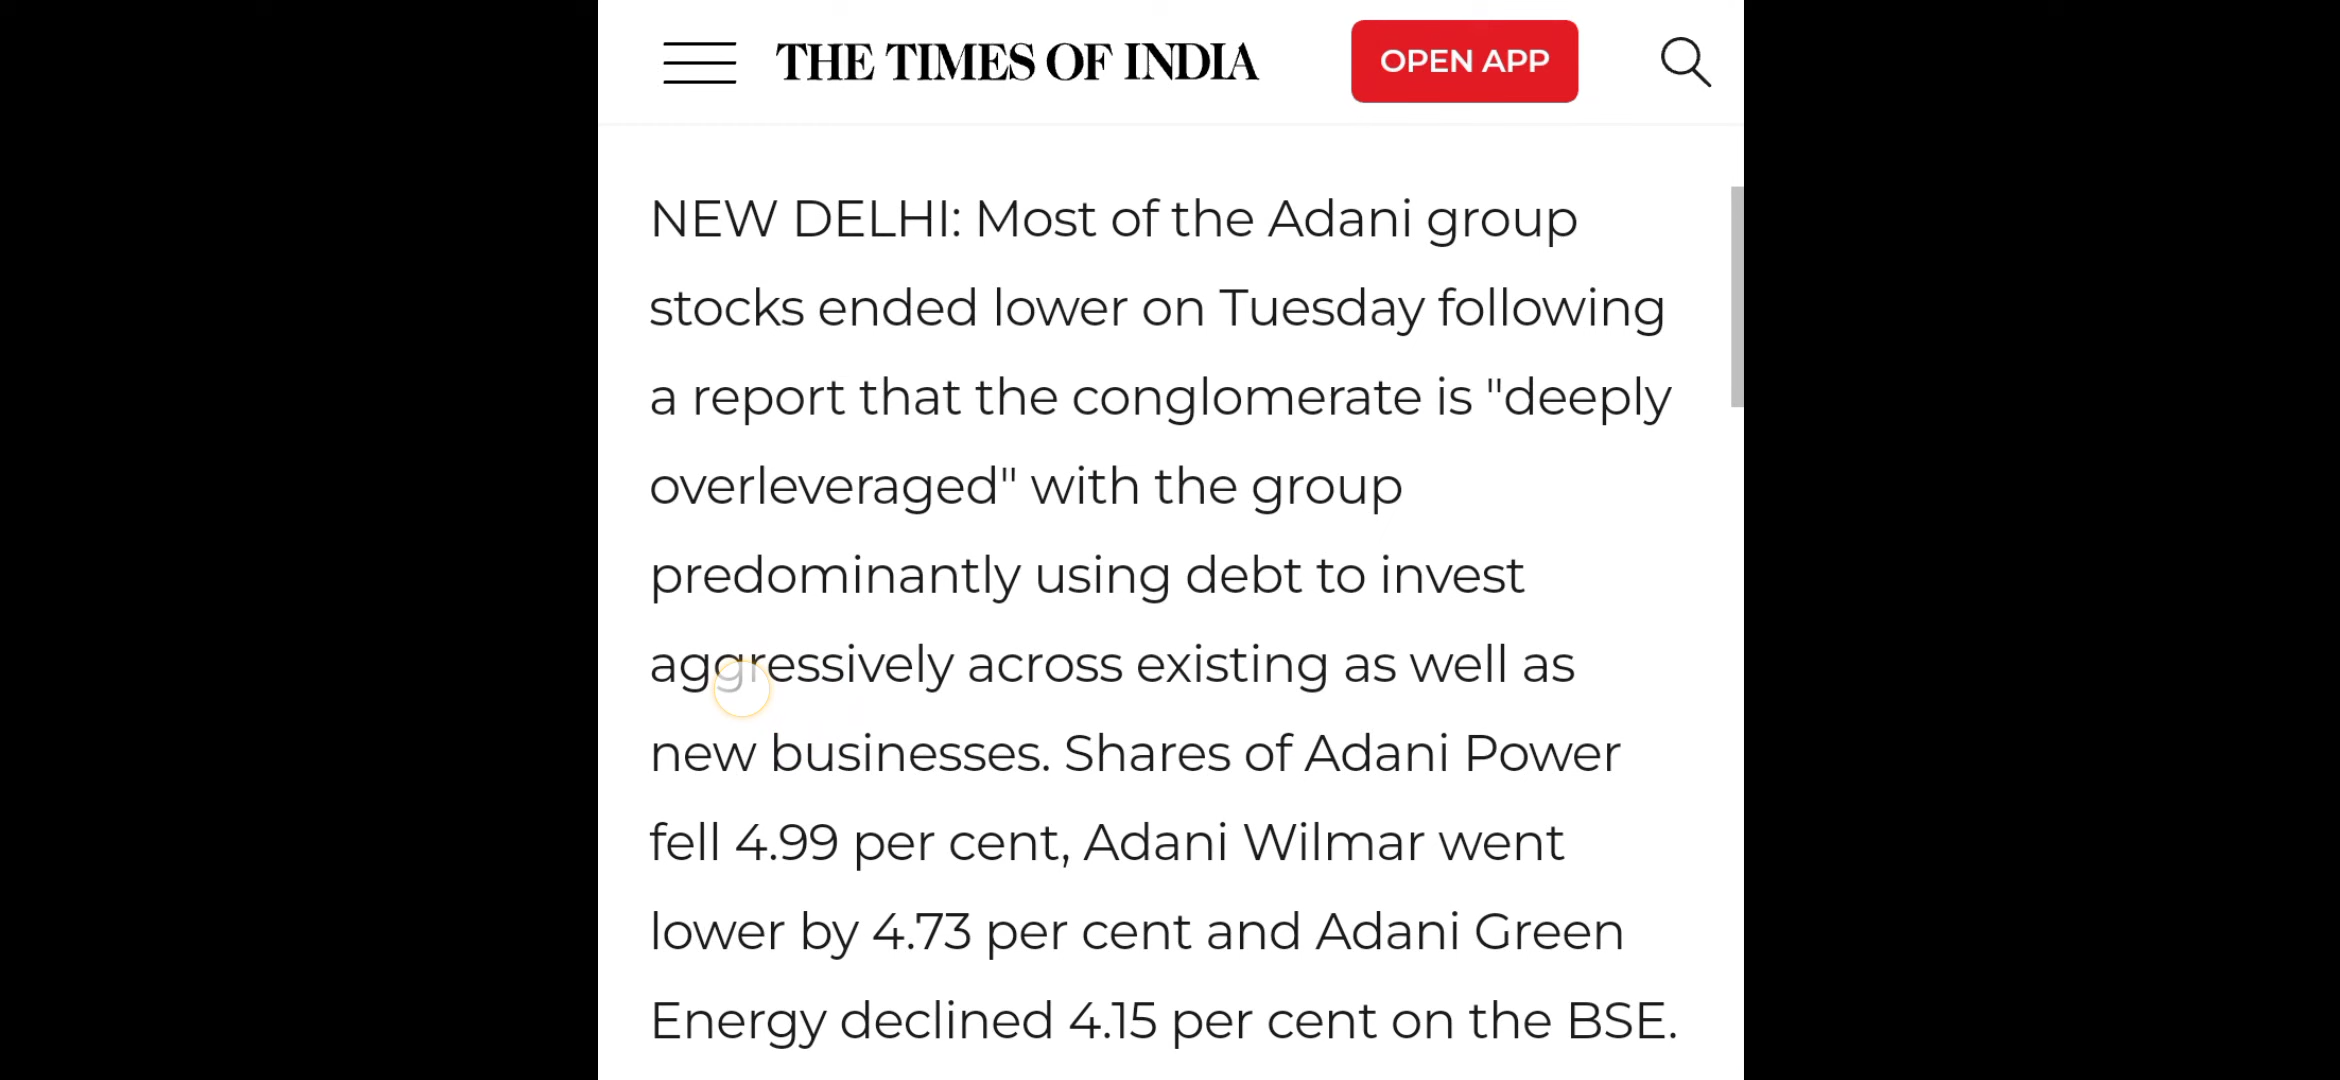 THE TIMES OF INDIA
OPEN APP
NEW DELHI: Most of the Adani group
stocks ended lower on Tuesday following
a report that the conglomerate is "deeply
overleveraged" with the group
predominantly using debt to invest
aggressively across existing as well as
new businesses. Shares of Adani Power
fell 4.99 per cent, Adani Wilmar went
lower by 4.73 per cent and Adani Green
Energy declined 4.15 per cent on the BSE.